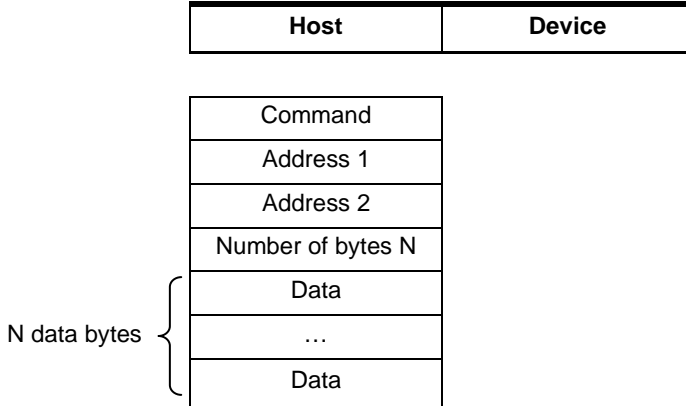 Host Device
Command
Address 1
Address 2
Number of bytes N
Data
N data bytes …
Data